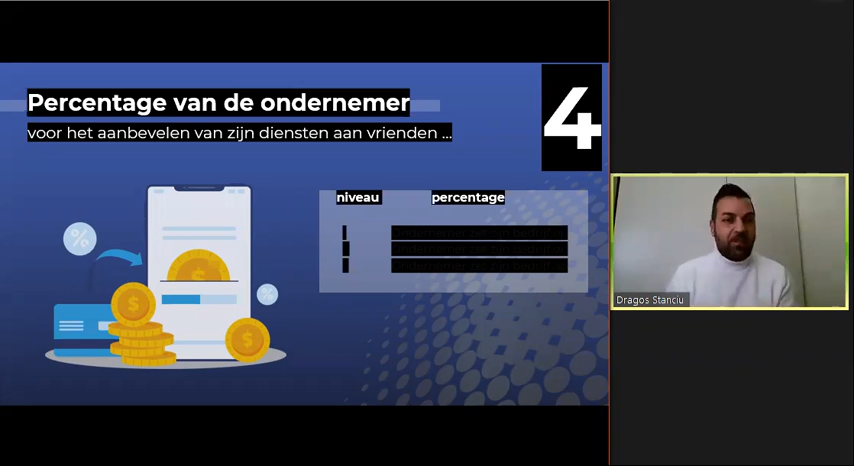 Percentage van de ondernemer
voor het aanbevelen van zijn diensten aan vrienden ...
4
niveau percentage
Dragos Stanciu